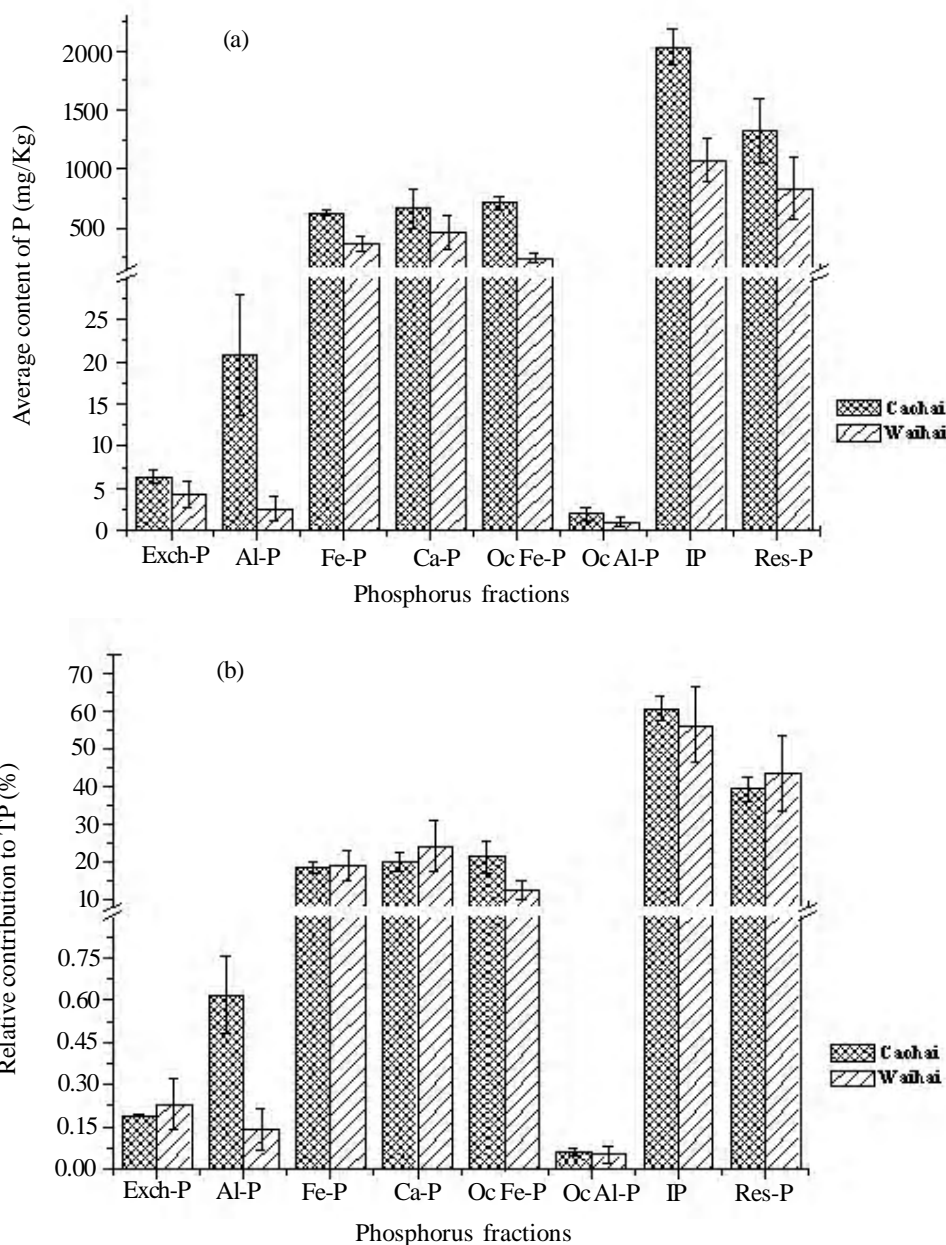 (a)
Average content of P (mg/Kg)
2000
1500
1000
500
25
20
15
10
5
0
Exch-P Al-P Fe-P Ca-P Oc Fe-P Oc Al-P IP Res-P
Phosphorus fractions
Caohai
Waihai
(b)
Relative contribution to TP (%)
70
60
50
40
30
20
10
0.75
0.60
0.45
0.30
0.15
0.00
Exch-P Al-P Fe-P Ca-P Oc Fe-P Oc Al-P IP Res-P
Phosphorus fractions
Caohai
Waihai